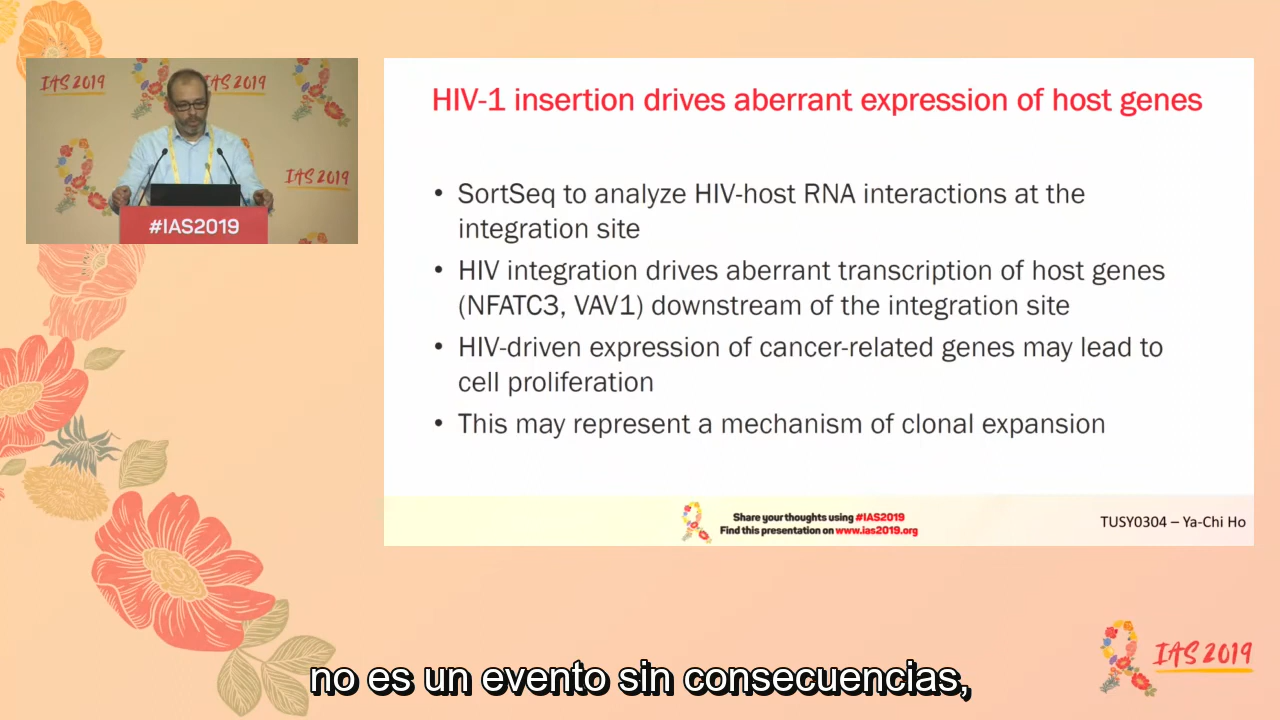 IAS 2019
IAS 2019
IAS 2019
#IAS2019
HIV-1 insertion drives aberrant expression of host genes
• SortSeq to analyze HIV-host RNA interactions at the
integration site
• HIV integration drives aberrant transcription of host genes
(NFATC3, VAV1) downstream of the integration site
• HIV-driven expression of cancer-related genes may lead to
cell proliferation
• This may represent a mechanism of clonal expansion
Share your thoughts using #IAS2019
Find this presentation on www.ias2019.org
TUSY0304 – Ya-Chi Ho
IAS 2019
no es un evento sin consecuencias,